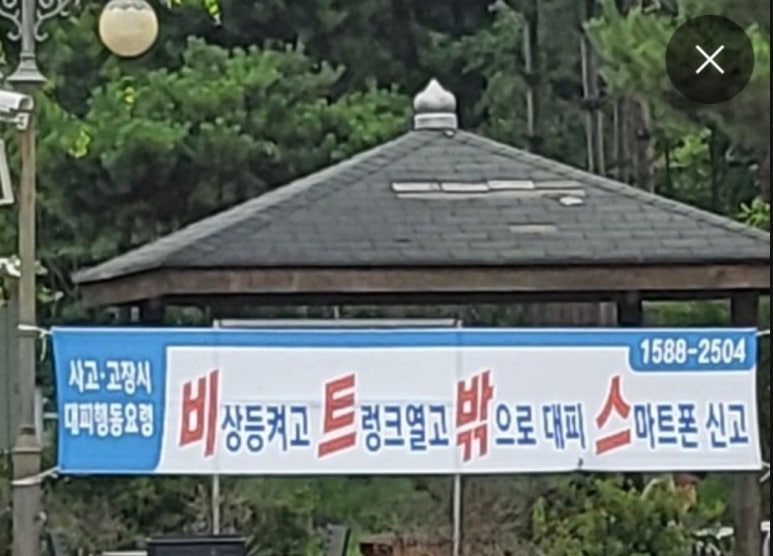 사고·고장시
대피행동요령
비상등켜고 트렁크열고 밖으로 대피 스마트폰 신고
1588-2504